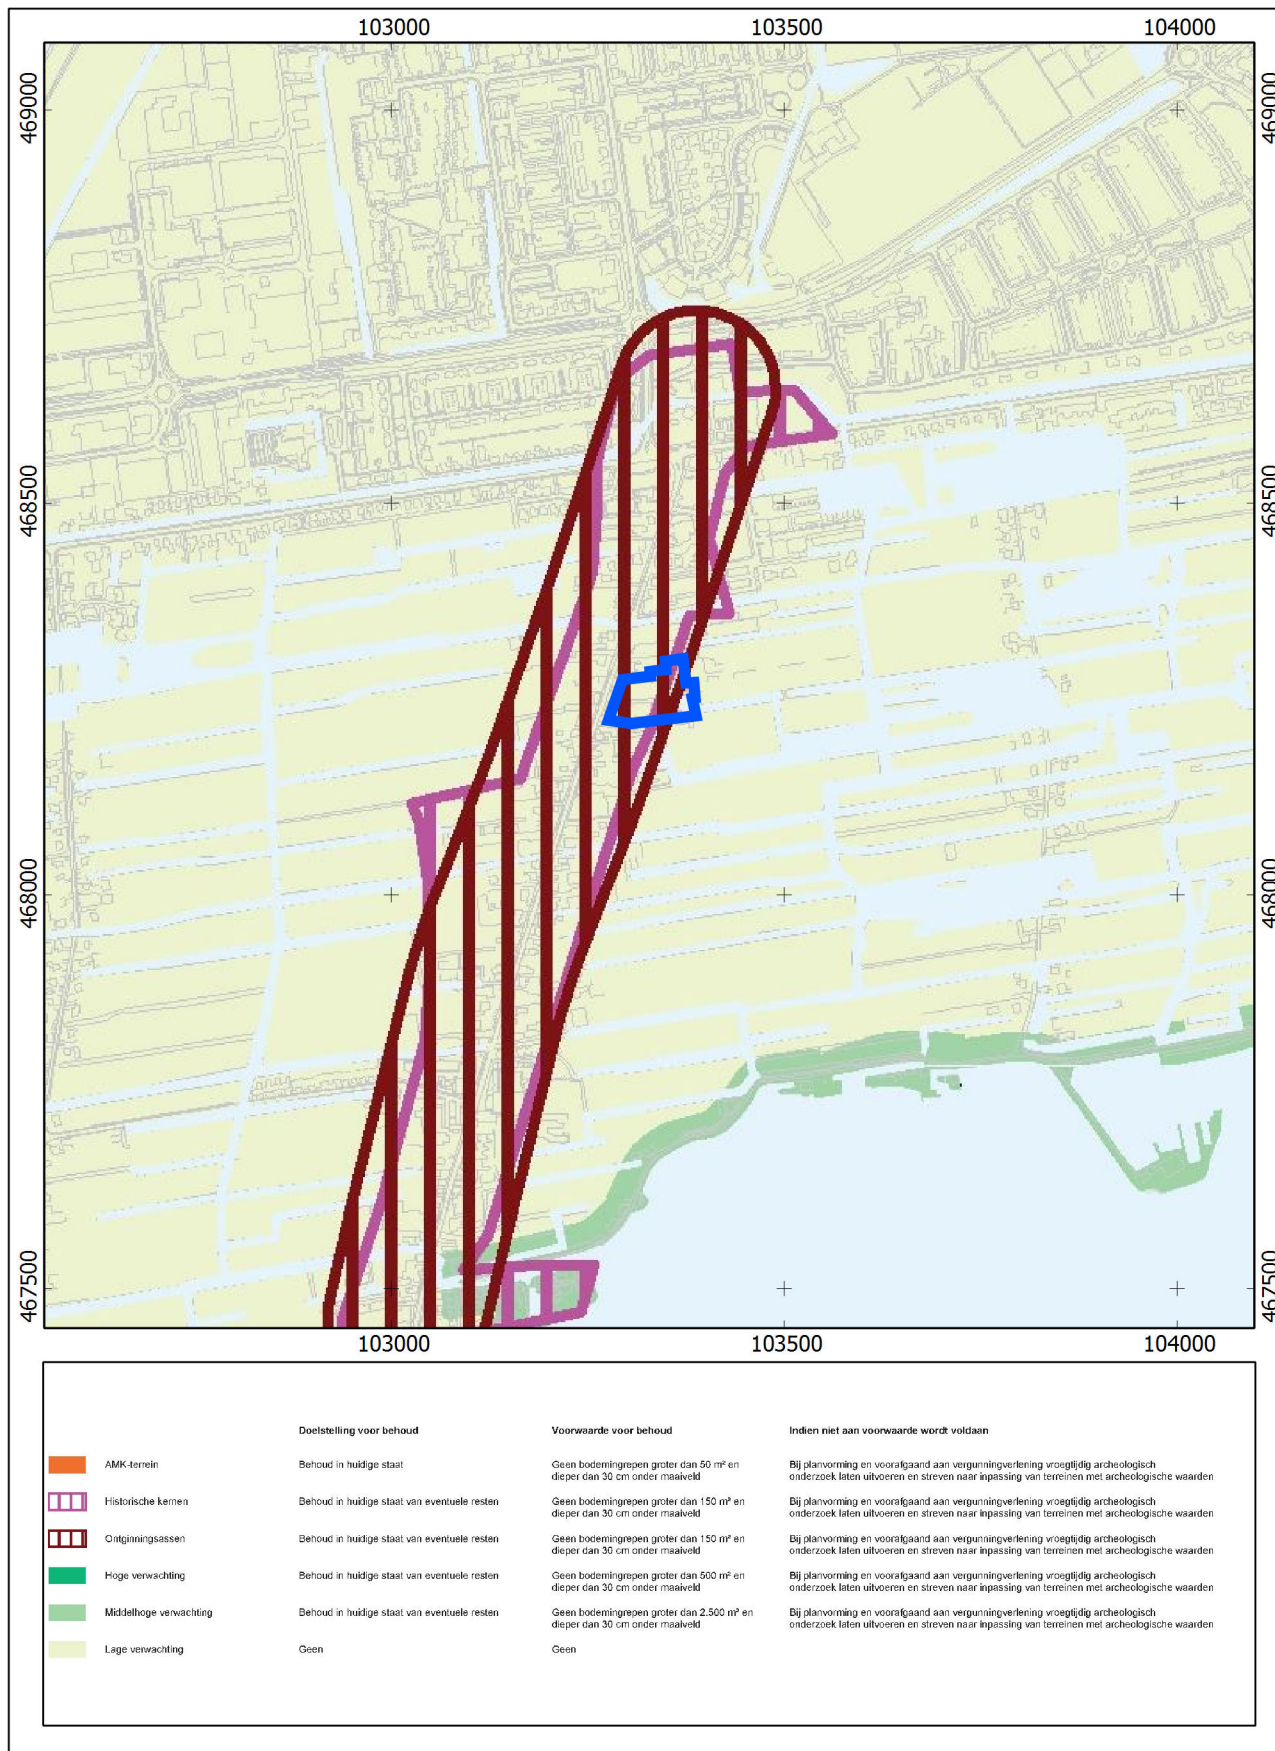 103000 103500 104000
469000 469000
468500 468500
468000 468000
467500 467500
103000 103500 104000
Doelstelling voor behoud Voorwaarde voor behoud Indien niet aan voorwaarde wordt voldaan
AMK-terrein Behoud in huidige staat Geen bodemingrepen groter dan 50 m² en Bij planvorming en voorafgaand aan vergunningverlening vroegtijdig archeologisch
dieper dan 30 cm onder maaiveld onderzoek laten uitvoeren en streven naar inpassing van terreinen met archeologische waarden
Historische kernen Behoud in huidige staat van eventuele resten Geen bodemingrepen groter dan 150 m² en Bij planvorming en voorafgaand aan vergunningverlening vroegtijdig archeologisch
dieper dan 30 cm onder maaiveld onderzoek laten uitvoeren en streven naar inpassing van terreinen met archeologische waarden
Ontginningsassen Behoud in huidige staat van eventuele resten Geen bodemingrepen groter dan 150 m² en Bij planvorming en voorafgaand aan vergunningverlening vroegtijdig archeologisch
dieper dan 30 cm onder maaiveld onderzoek laten uitvoeren en streven naar inpassing van terreinen met archeologische waarden
Hoge verwachting Behoud in huidige staat van eventuele resten Geen bodemingrepen groter dan 500 m² en Bij planvorming en voorafgaand aan vergunningverlening vroegtijdig archeologisch
dieper dan 30 cm onder maaiveld onderzoek laten uitvoeren en streven naar inpassing van terreinen met archeologische waarden
Middelhoge verwachting Behoud in huidige staat van eventuele resten Geen bodemingrepen groter dan 2.500 m² en Bij planvorming en voorafgaand aan vergunningverlening vroegtijdig archeologisch
dieper dan 30 cm onder maaiveld onderzoek laten uitvoeren en streven naar inpassing van terreinen met archeologische waarden
Lage verwachting Geen Geen